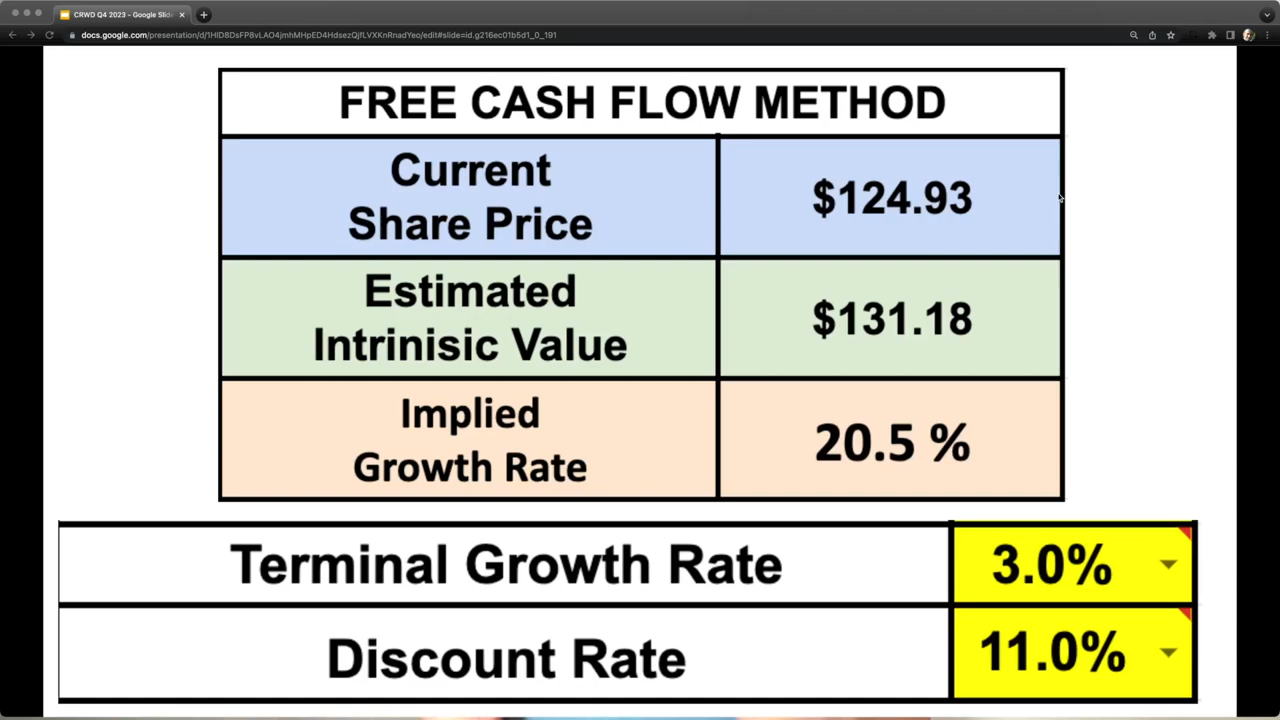 CRWD Q4 2023 - Google Slide
docs.google.com/presentation/d/1HlD8DsFP8vLAO4jmhMHpED4HdsezQjfLVXKnRnadYeo/edit#slide=id.g216ec01b5d1_0_191
FREE CASH FLOW METHOD
Current
Share Price
$124.93
Estimated
Intrinisic Value
$131.18
Implied
Growth Rate
20.5 %
Terminal Growth Rate
3.0%
Discount Rate
11.0%